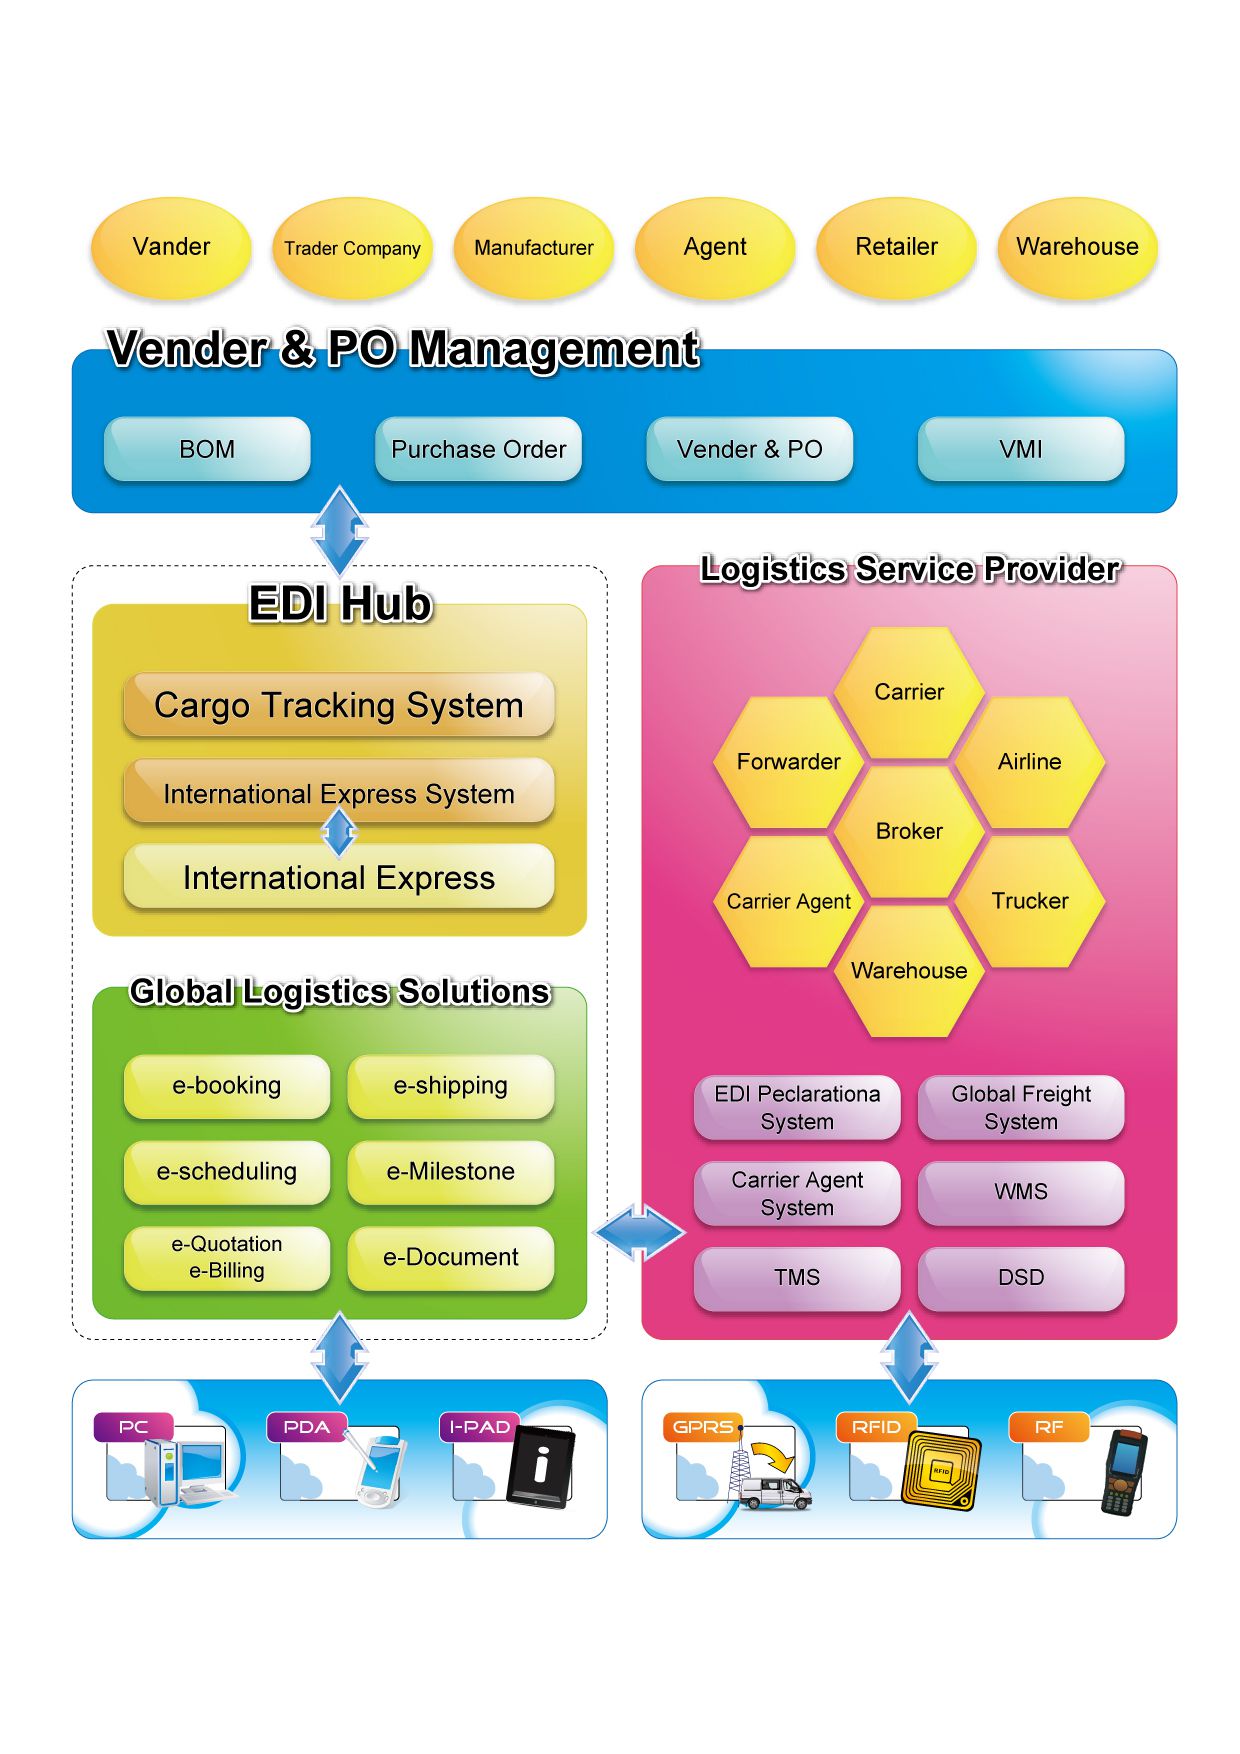 Vander
Trader Company
Manufacturer
Agent
Retailer
Warehouse
Vender & PO Management
BOM
Purchase Order
Vender & PO
VMI
EDI Hub
Cargo Tracking System
International Express System
International Express
Global Logistics Solutions
e-booking
e-shipping
e-scheduling
e-Milestone
e-Quotation
e-Billing
e-Document
Logistics Service Provider
Carrier
Forwarder
Airline
Broker
Carrier Agent
Trucker
Warehouse
EDI Peclarationa
System
Global Freight
System
Carrier Agent
System
WMS
TMS
DSD
PC
PDA
I-PAD
i
GPRS
RFID
RFID
RF